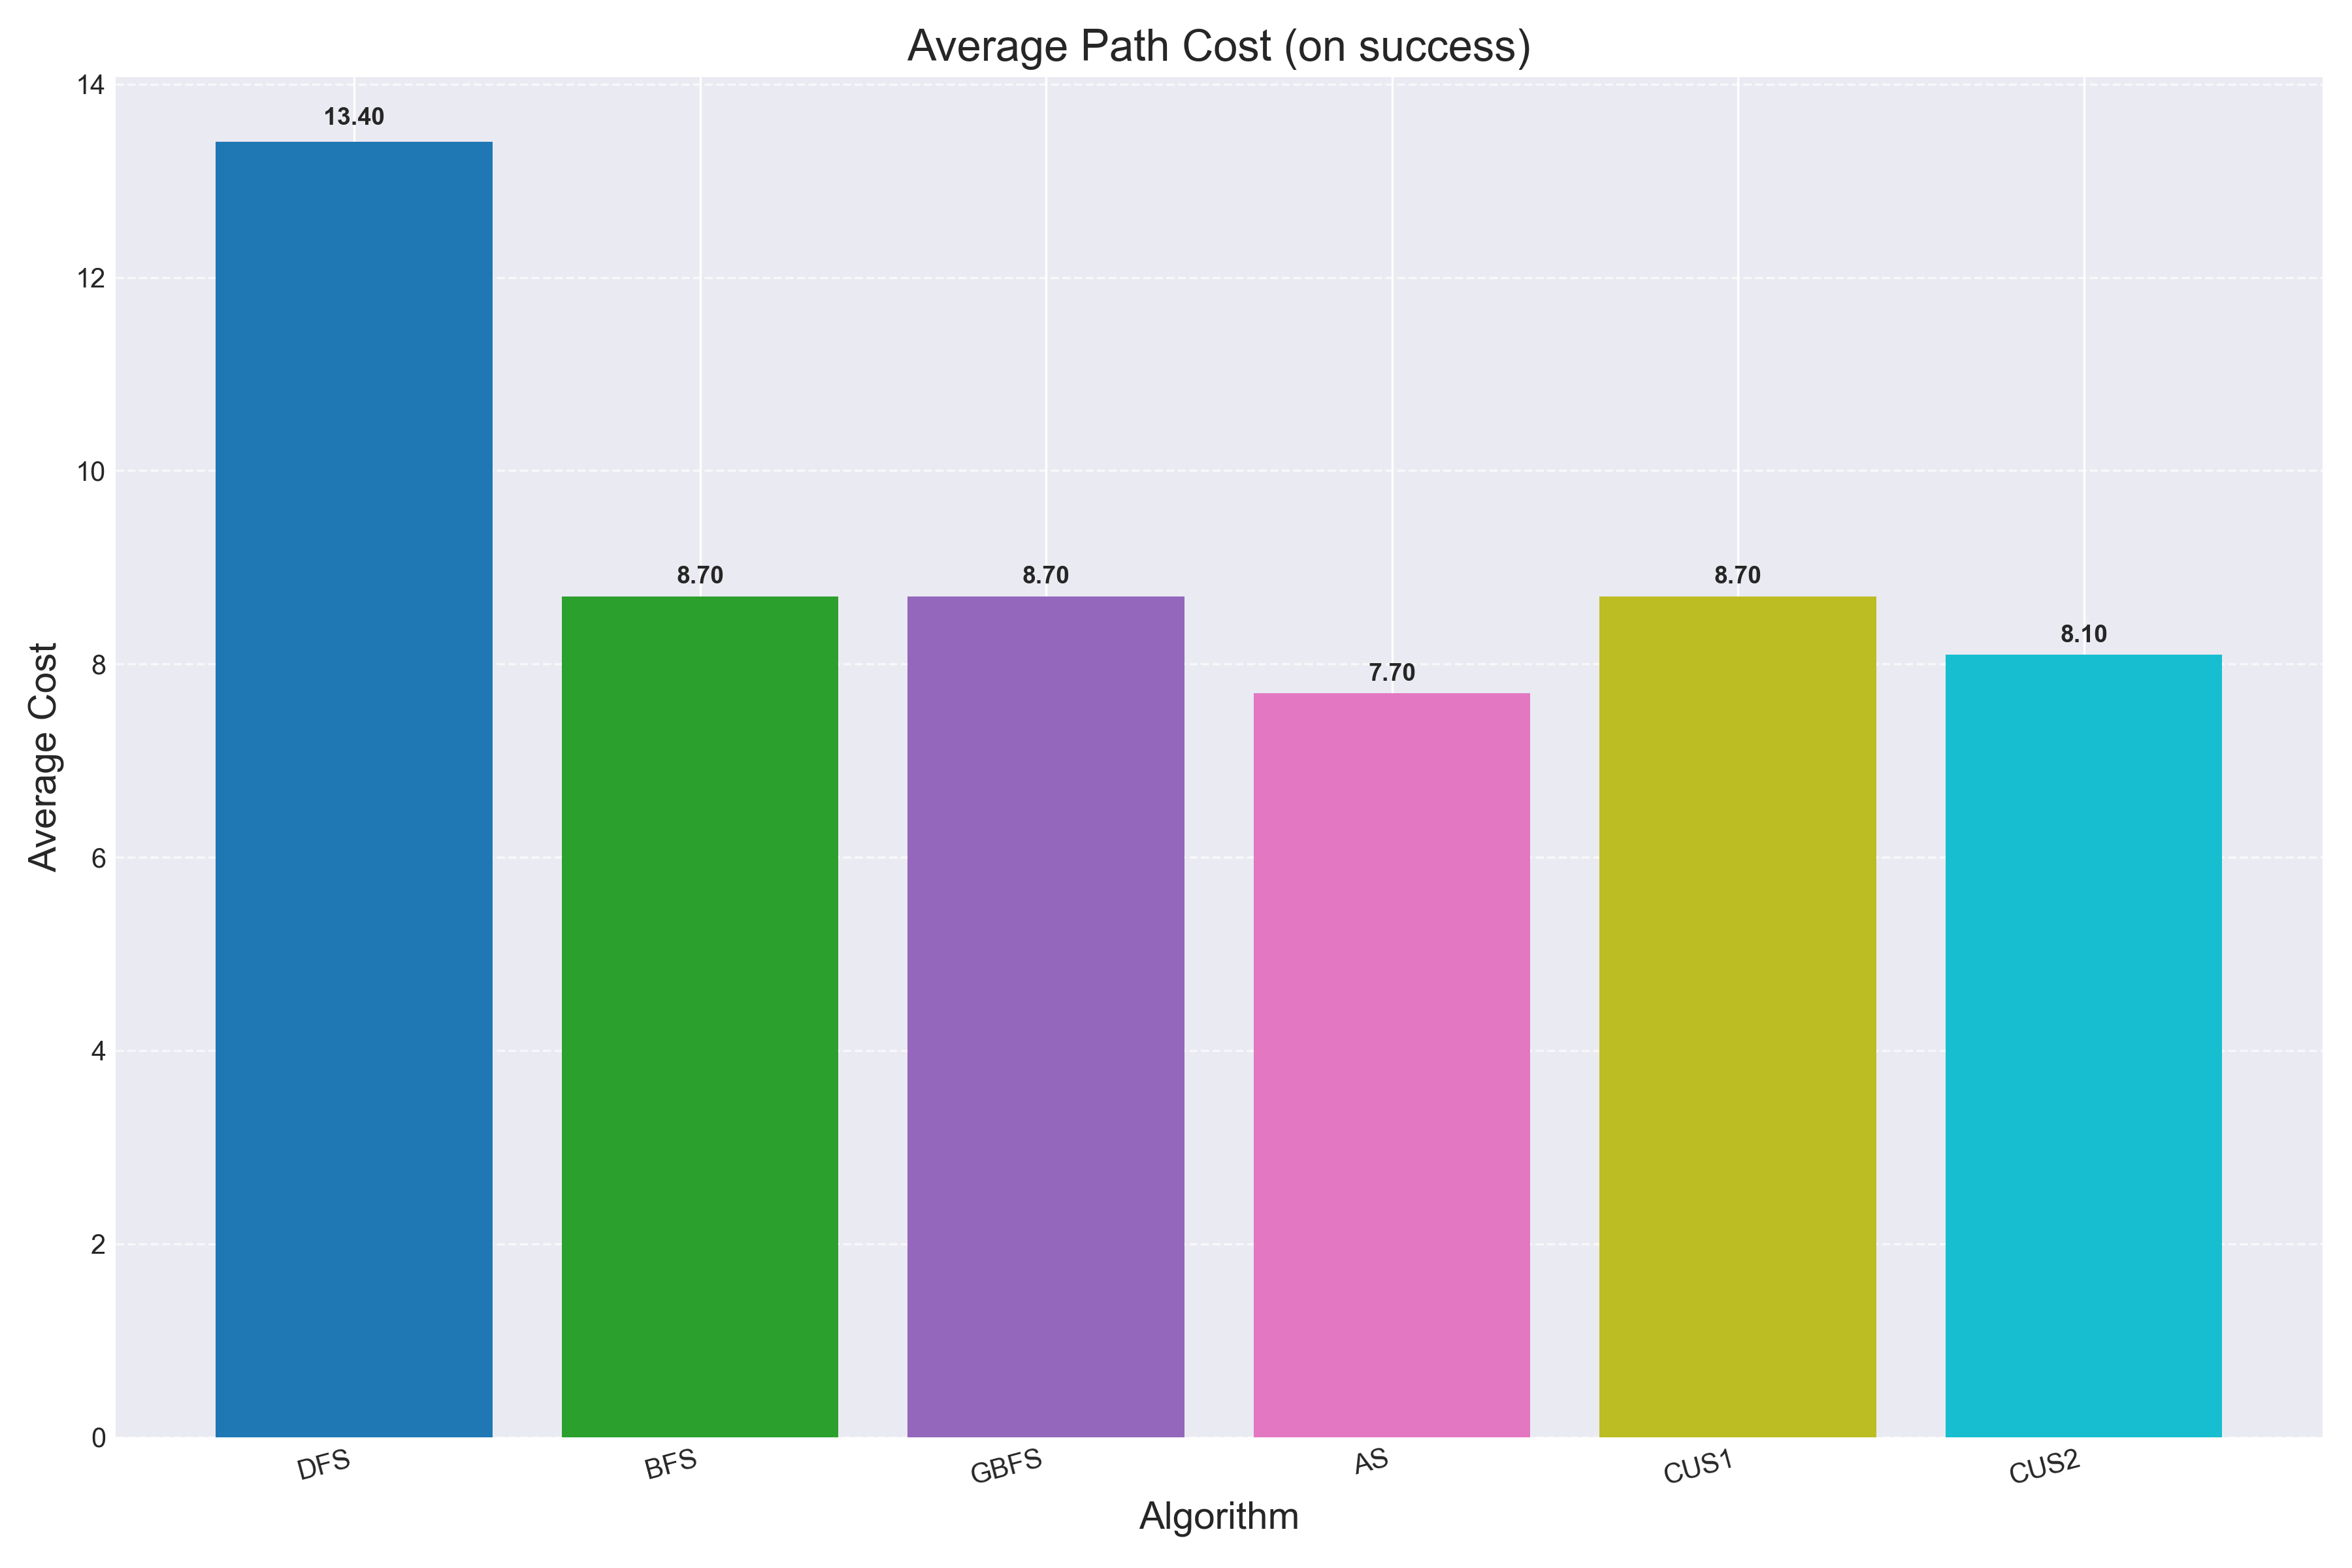 Average Path Cost (on success)
14
12
10
8
6
4
2
0
Average Cost
13.40
8.70
8.70
7.70
8.70
8.10
DFS
BFS
GBFS
AS
CUS1
CUS2
Algorithm